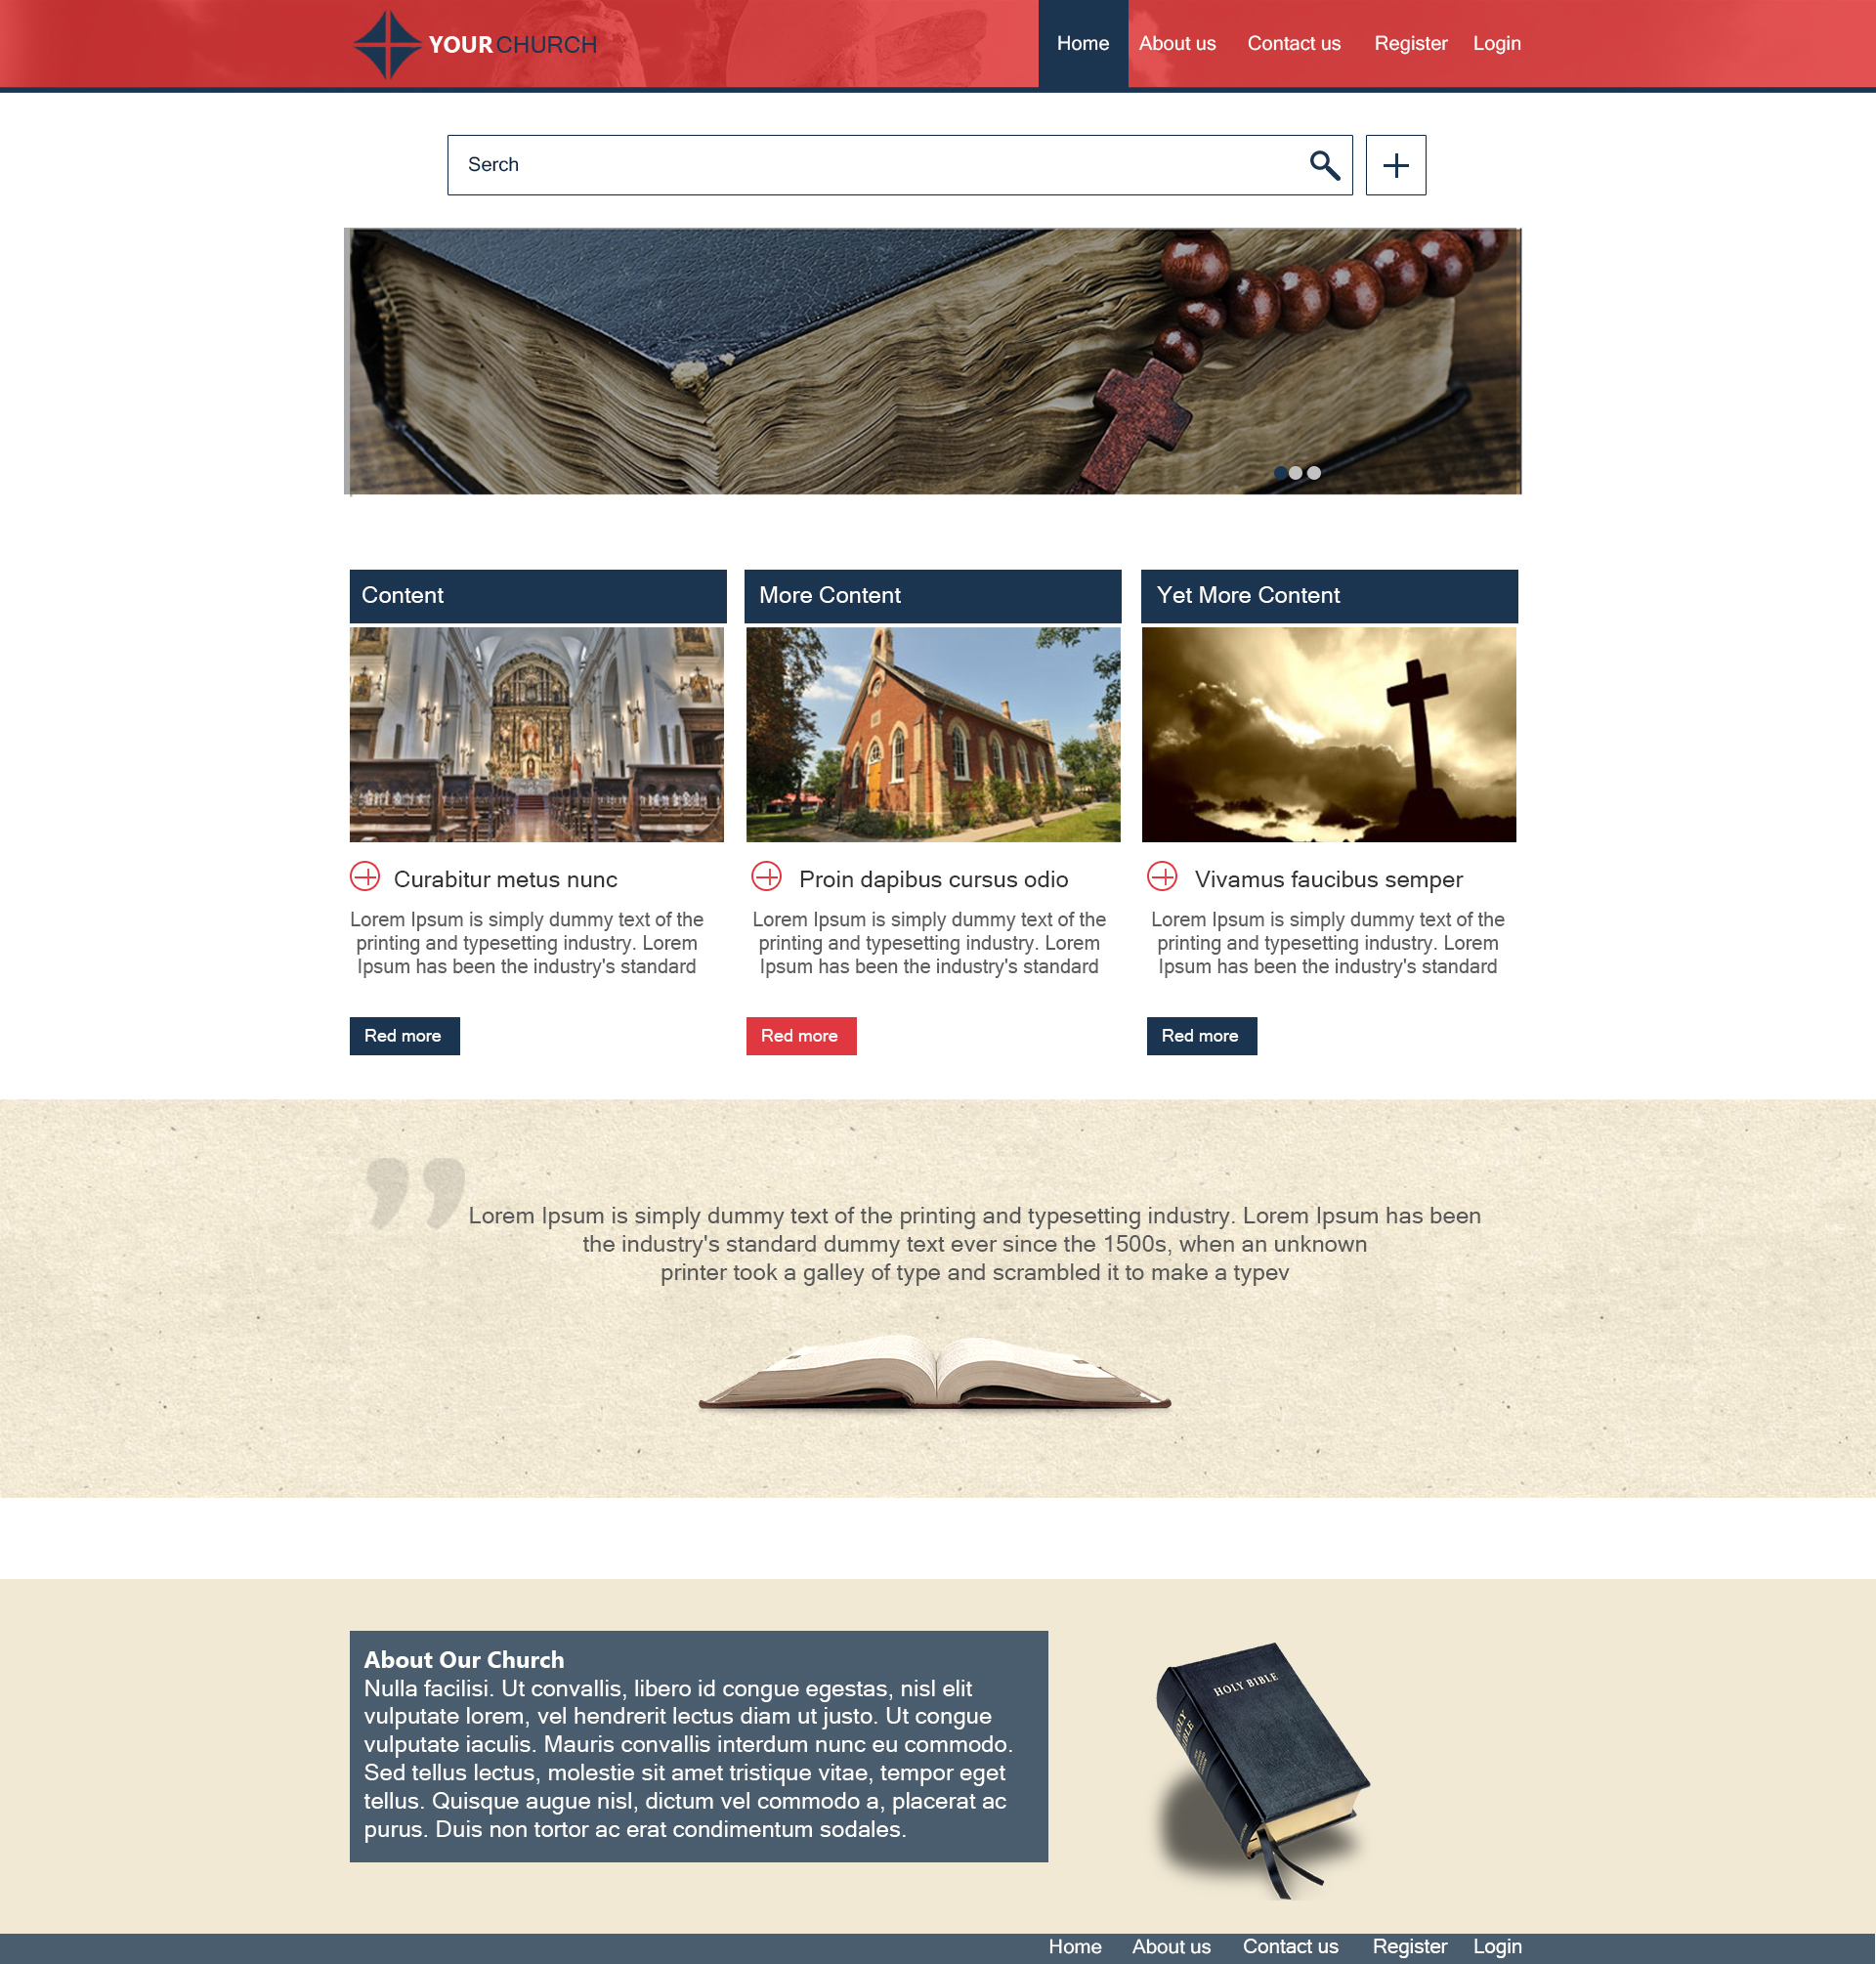 YOUR CHURCH
Home About us Contact us Register Login
Serch
Content
More Content
Yet More Content
Curabitur metus nunc
Lorem Ipsum is simply dummy text of the
printing and typesetting industry. Lorem
Ipsum has been the industry's standard
Red more
Proin dapibus cursus odio
Lorem Ipsum is simply dummy text of the
printing and typesetting industry. Lorem
Ipsum has been the industry's standard
Red more
Vivamus faucibus semper
Lorem Ipsum is simply dummy text of the
printing and typesetting industry. Lorem
Ipsum has been the industry's standard
Red more
Lorem Ipsum is simply dummy text of the printing and typesetting industry. Lorem Ipsum has been
the industry's standard dummy text ever since the 1500s, when an unknown
printer took a galley of type and scrambled it to make a typev
About Our Church
Nulla facilisi. Ut convallis, libero id congue egestas, nisl elit
vulputate lorem, vel hendrerit lectus diam ut justo. Ut congue
vulputate iaculis. Mauris convallis interdum nunc eu commodo.
Sed tellus lectus, molestie sit amet tristique vitae, tempor eget
tellus. Quisque augue nisl, dictum vel commodo a, placerat ac
purus. Duis non tortor ac erat condimentum sodales.
HOLY BIBLE
HOLY
BIBLE
Home About us Contact us Register Login